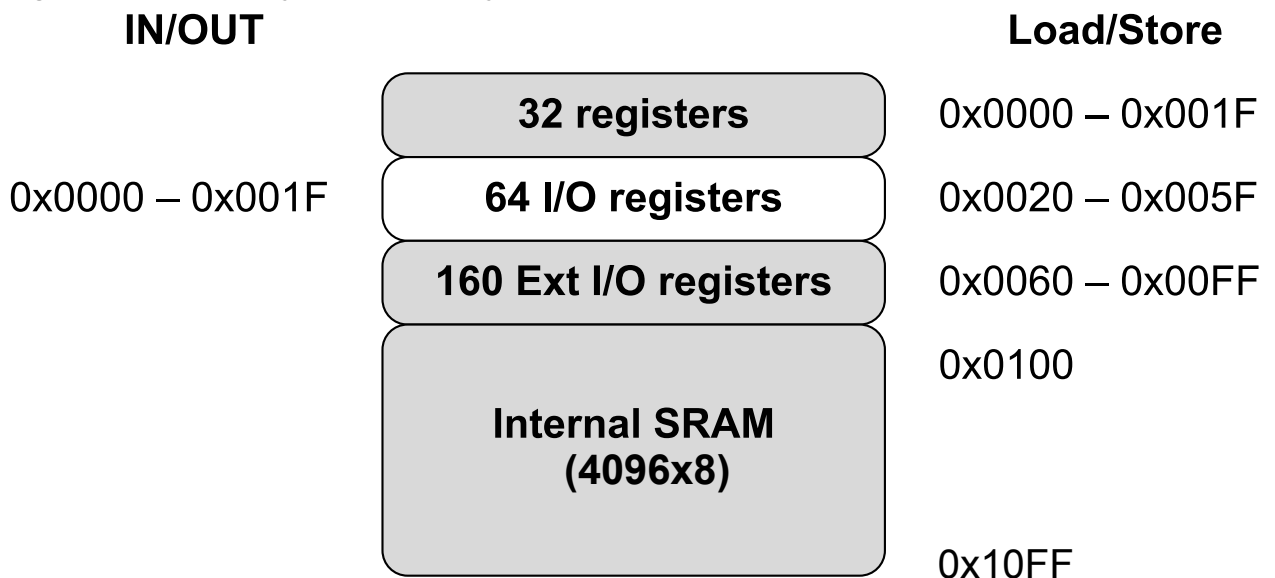 IN/OUT Load/Store
32 registers 0x0000 – 0x001F
0x0000 – 0x001F 64 I/O registers 0x0020 – 0x005F
160 Ext I/O registers 0x0060 – 0x00FF
0x0100
Internal SRAM
(4096x8)
0x10FF